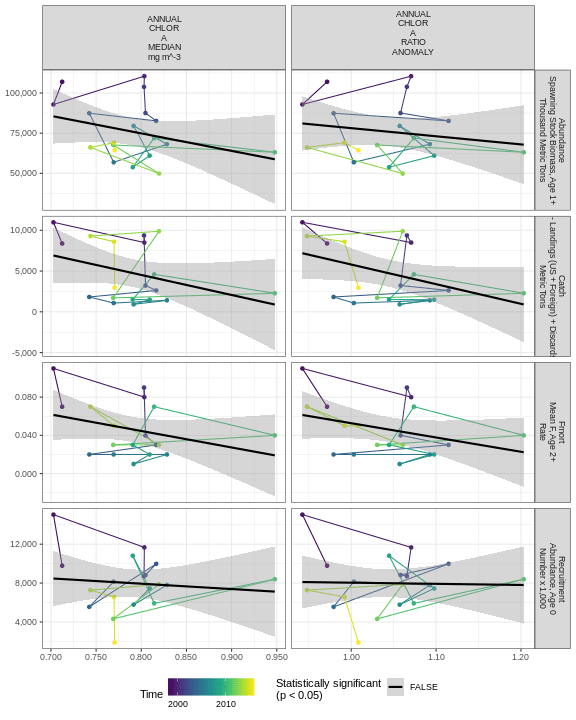 ANNUAL
CHLOR
A
MEDIAN
mg m^-3
ANNUAL
CHLOR
A
RATIO
ANOMALY
100,000
75,000
50,000
Abundance
Spawning Stock Biomass, Age 1+
Thousand Metric Tons
10,000
5,000
0
-5,000
Catch
- Landings (US + Foreign) + Discards
Metric Tons
0.080
0.040
0.000
Fmort
Mean F, Age 2+
Rate
12,000
8,000
4,000
Recruitment
Abundance, Age 0
Number x 1,000
0.700 0.750 0.800 0.850 0.900 0.950
1.00 1.10 1.20
Time
2000 2010
Statistically significant
(p < 0.05)
FALSE